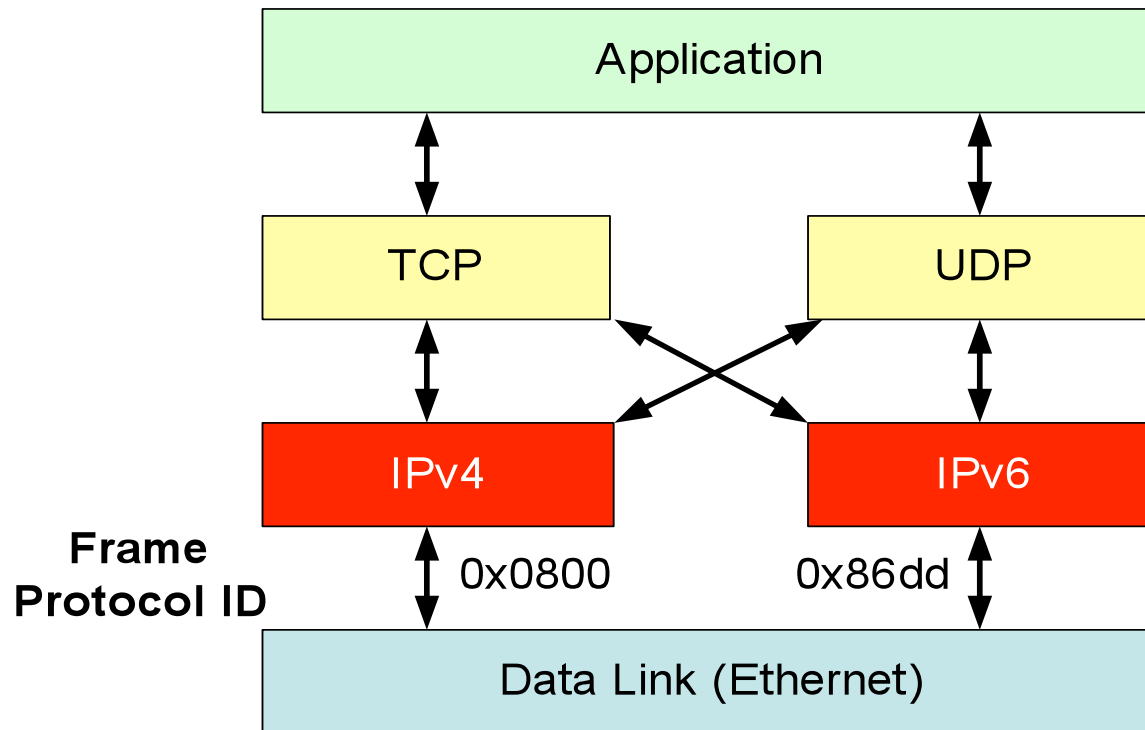 Application
TCP
UDP
IPv4
IPv6
Frame
Protocol ID
0x0800
0x86dd
Data Link (Ethernet)